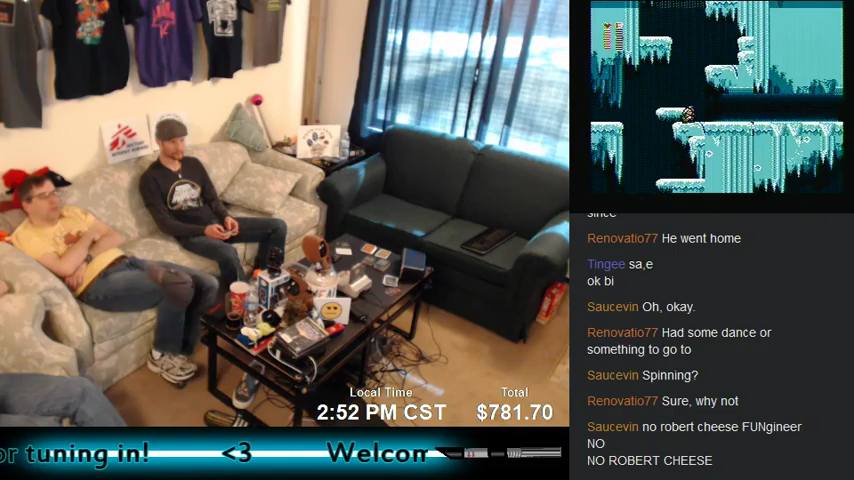 since
Renovatio77 He went home
Tingee sa,e
ok bi
Saucevin Oh, okay.
Renovatio77 Had some dance or
something to go to
Saucevin Spinning?
Renovatio77 Sure, why not
Saucevin no robert cheese FUNgineer
NO
NO ROBERT CHEESE
Local Time
2:52 PM CST
Total
$781.70
or tuning in! <3 Welcom